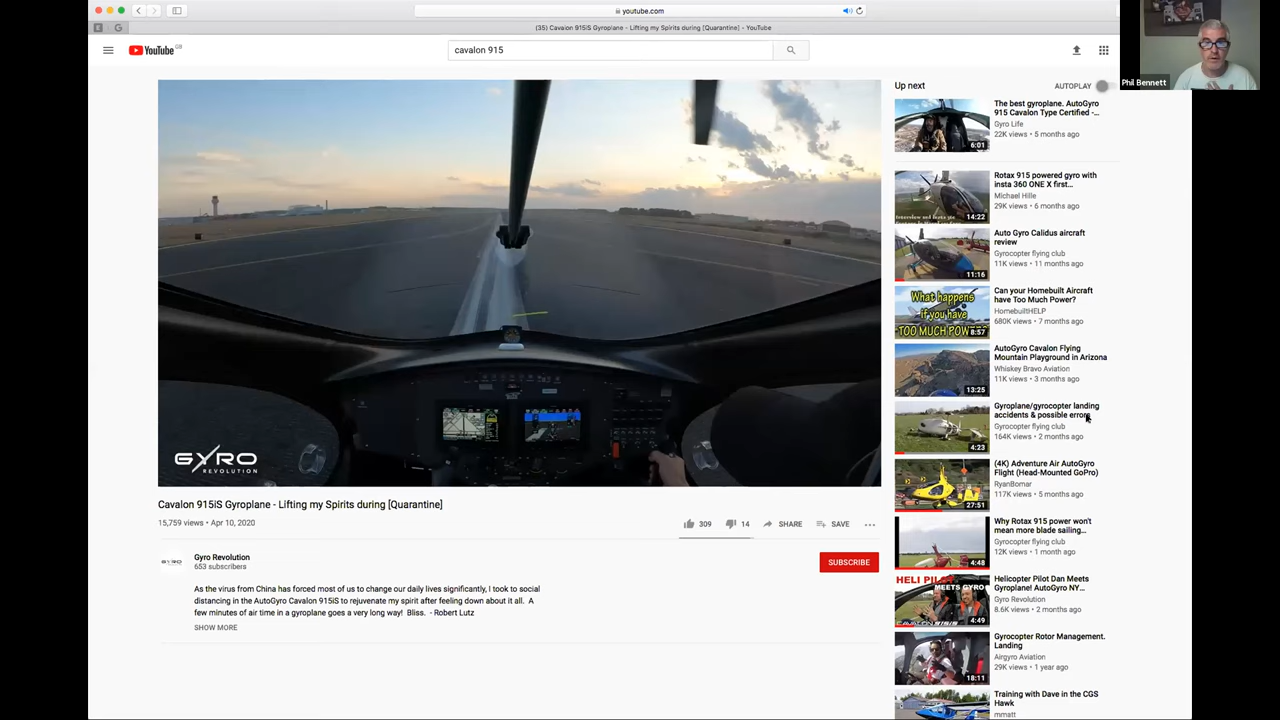 youtube.com
(35) Cavalon 915iS Gyroplane - Lifting my Spirits during [Quarantine] - YouTube
E
G
YouTube GB
cavalon 915
Phil Bennett
GYRO
REVOLUTION
Cavalon 915iS Gyroplane - Lifting my Spirits during [Quarantine]
15,759 views • Apr 10, 2020
309
14
SHARE
SAVE
GYRO
Gyro Revolution
653 subscribers
SUBSCRIBE
As the virus from China has forced most of us to change our daily lives significantly, I took to social
distancing in the AutoGyro Cavalon 915iS to rejuvenate my spirit after feeling down about it all. A
few minutes of air time in a gyroplane goes a very long way! Bliss. - Robert Lutz
SHOW MORE
Up next
AUTOPLAY
6:01
The best gyroplane. AutoGyro
915 Cavalon Type Certified -...
Gyro Life
22K views • 5 months ago
14:22
Rotax 915 powered gyro with
insta 360 ONE X first...
Michael Hille
29K views • 6 months ago
11:16
Auto Gyro Calidus aircraft
review
Gyrocopter flying club
11K views • 11 months ago
What happens
if you have
TOO MUCH POWER
8:57
Can your Homebuilt Aircraft
have Too Much Power?
HomebuiltHELP
680K views • 7 months ago
13:25
AutoGyro Cavalon Flying
Mountain Playground in Arizona
Whiskey Bravo Aviation
11K views • 3 months ago
4:23
Gyroplane/gyrocopter landing
accidents & possible errors
Gyrocopter flying club
164K views • 2 months ago
27:51
(4K) Adventure Air AutoGyro
Flight (Head-Mounted GoPro)
RyanBomar
117K views • 5 months ago
4:48
Why Rotax 915 power won't
mean more blade sailing...
Gyrocopter flying club
12K views • 1 month ago
HELI PILOT
MEETS GYRO
4:49
Helicopter Pilot Dan Meets
Gyroplane! AutoGyro NY...
Gyro Revolution
8.6K views • 2 months ago
18:11
Gyrocopter Rotor Management.
Landing
Airgyro Aviation
29K views • 1 year ago
Training with Dave in the CGS
Hawk
mmatt